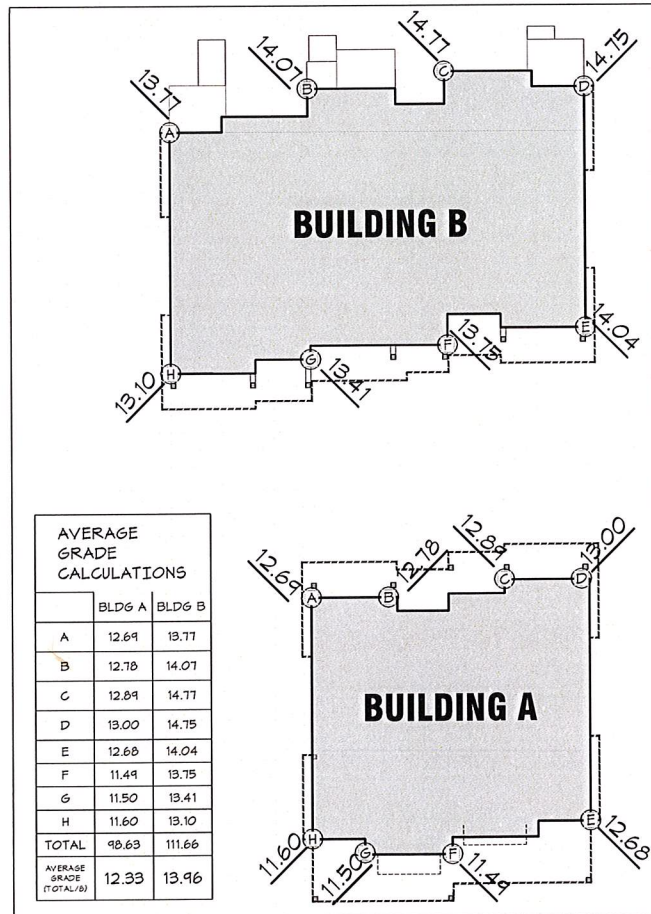 14.77
14.07
14.75
13.77
C
B
D
A
BUILDING B
E
14.04
F
13.75
G
13.41
H
13.10
AVERAGE
GRADE
CALCULATIONS
BLDG A BLDG B
A 12.69 13.77
B 12.78 14.07
C 12.89 14.77
D 13.00 14.75
E 12.68 14.04
F 11.49 13.75
G 11.50 13.41
H 11.60 13.10
TOTAL 98.63 111.66
AVERAGE
GRADE
(TOTAL/8)
12.33 13.96
12.89
13.00
12.69
12.78
C
D
A
B
BUILDING A
E
12.68
H
11.60
G
11.50
F
11.49